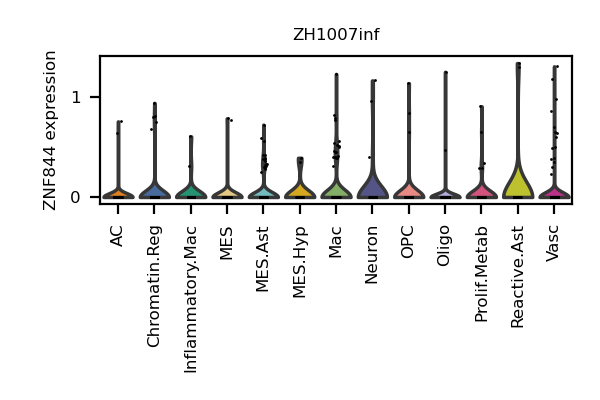 ZH1007inf
ZNF844 expression
1
0
AC
Chromatin.Reg
Inflammatory.Mac
MES
MES.Ast
MES.Hyp
Mac
Neuron
OPC
Oligo
Prolif.Metab
Reactive.Ast
Vasc